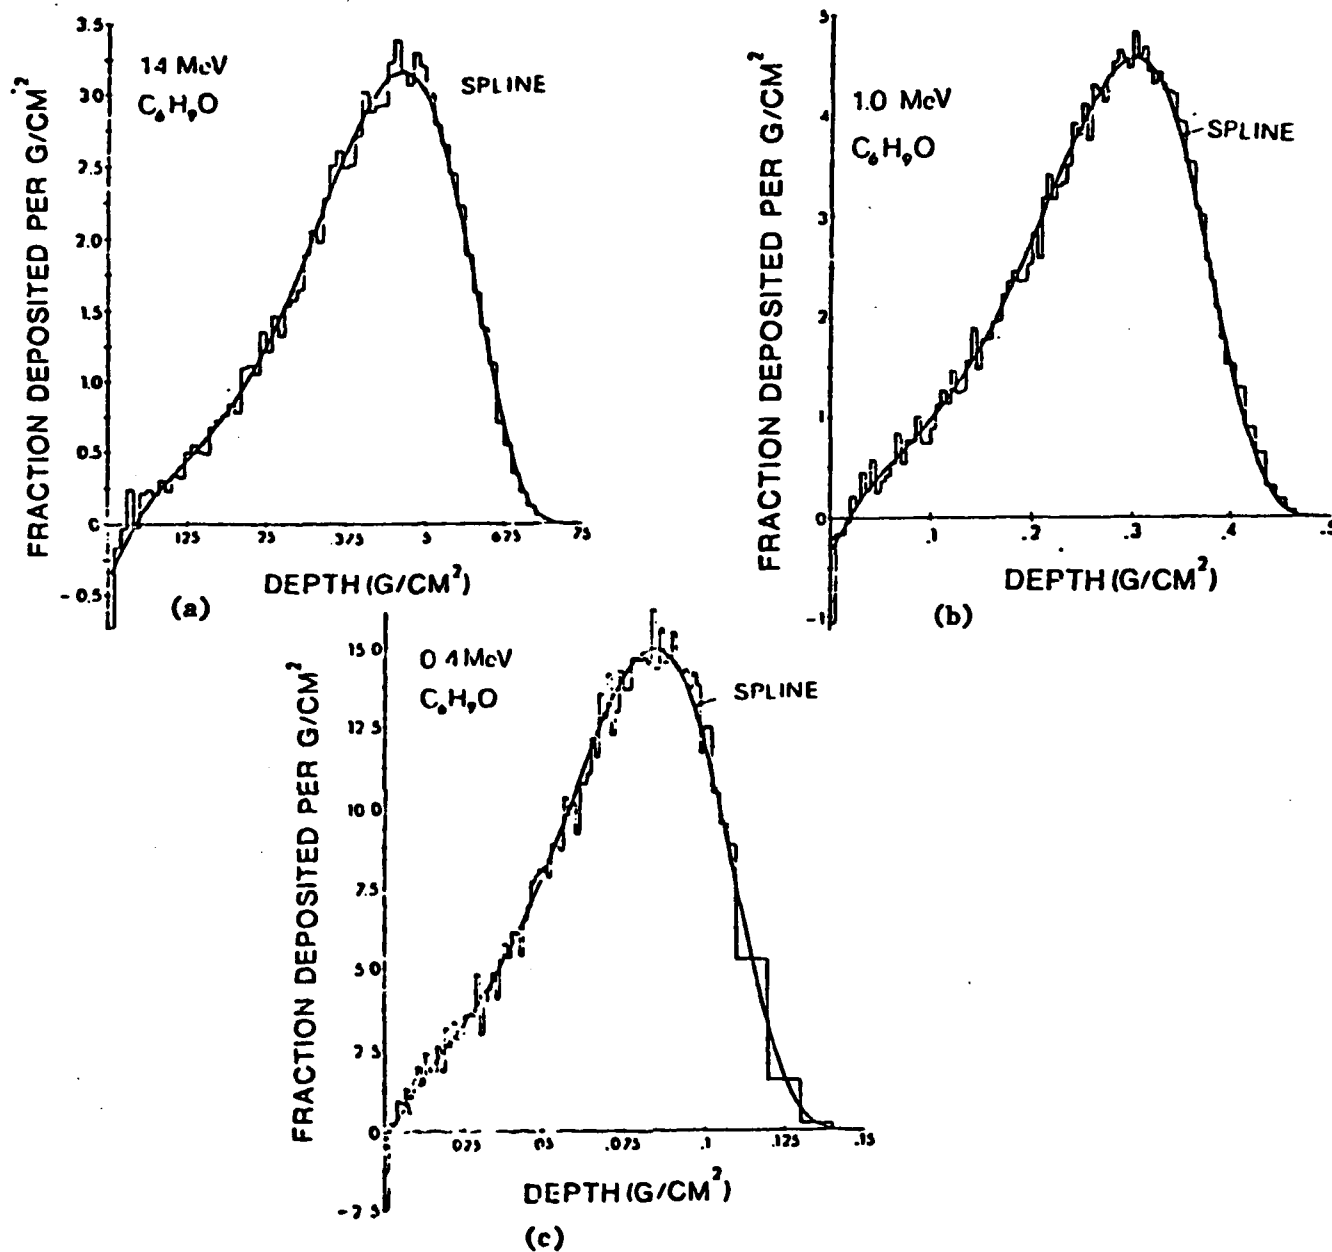 3.5
3.0
2.5
2.0
1.5
1.0
0.5
C
-0.5
FRACTION DEPOSITED PER G/CM²
14 MeV
C₆H₉O
SPLINE
125 25 .375 5 675 75
DEPTH (G/CM²)
(a)
5
4
3
2
1
0
-1
FRACTION DEPOSITED PER G/CM²
1.0 MeV
C₆H₉O
SPLINE
.1 .2 .3 .4 .5
DEPTH (G/CM²)
(b)
15 0
12 5
10 0
7 5
5 0
2 5
0
-2 5
FRACTION DEPOSITED PER G/CM²
0 4 MeV
C₆H₉O
SPLINE
025 05 .075 .1 .125 .15
DEPTH (G/CM²)
(c)